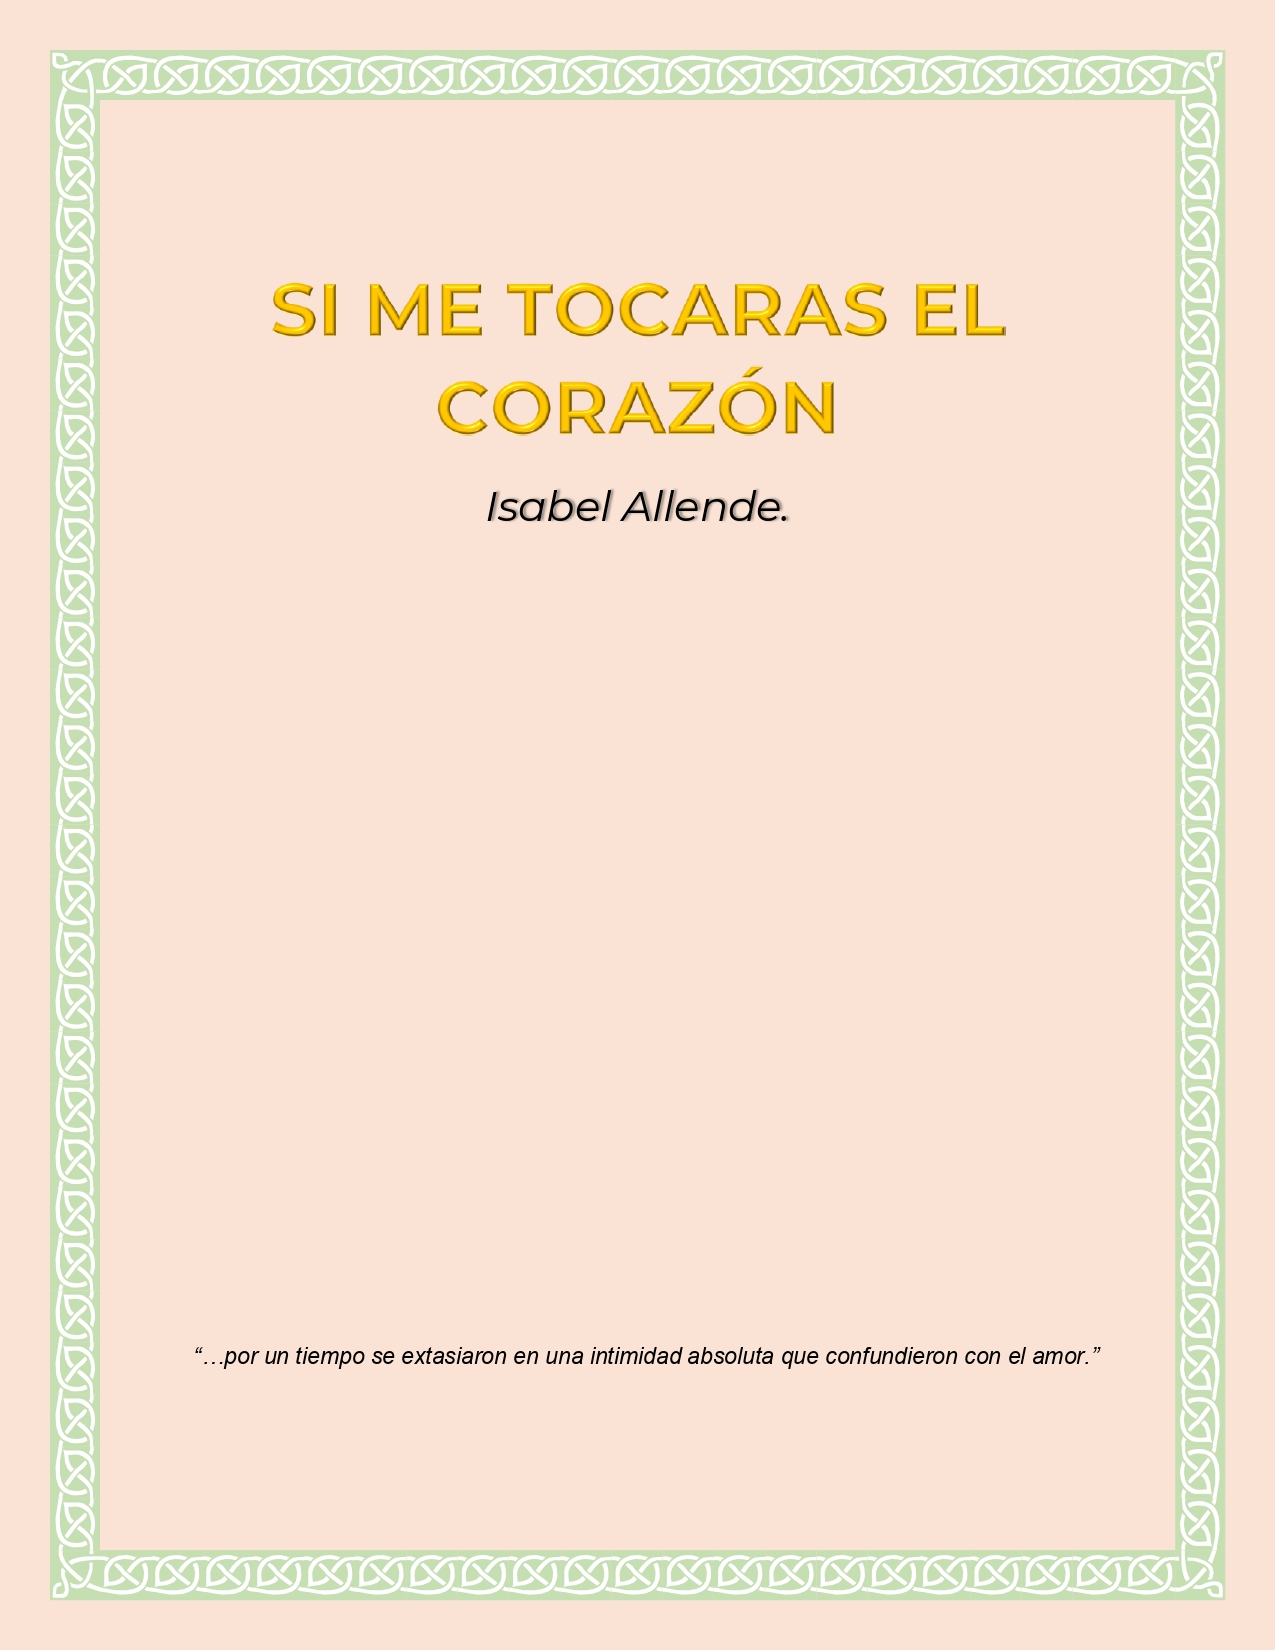 SI ME TOCARAS EL
CORAZÓN
Isabel Allende.
“…por un tiempo se extasiaron en una intimidad absoluta que confundieron con el amor.”